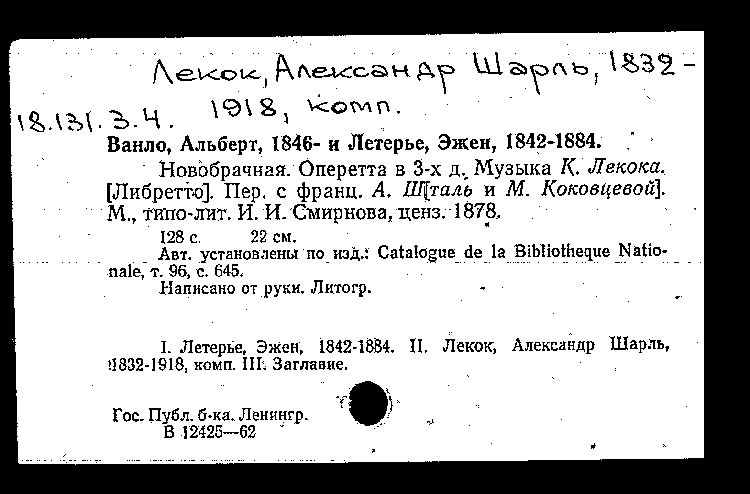 Лекок, Александр Шарль, 1832-
1918, комп.
18.131.3.4.
Ванло, Альберт, 1846- и Летерье, Эжен, 1842-1884.
Новобрачная. Оперетта в 3-х д. Музыка К. Лекока.
[Либретто]. Пер. с франц. А. Ш[таль и М. Коковцевой].
М., типо-лит. И. И. Смирнова, ценз. 1878.
128 с. 22 см.
Авт. установлены по изд.: Catalogue de la Bibliotheque Natio-
nale, т. 96, с. 645.
Написано от руки. Литогр.
I. Летерье, Эжен, 1842-1884. II. Лекок, Александр Шарль,
1832-1918, комп. III. Заглавие.
Гос. Публ. б-ка. Ленингр.
В 12425—62